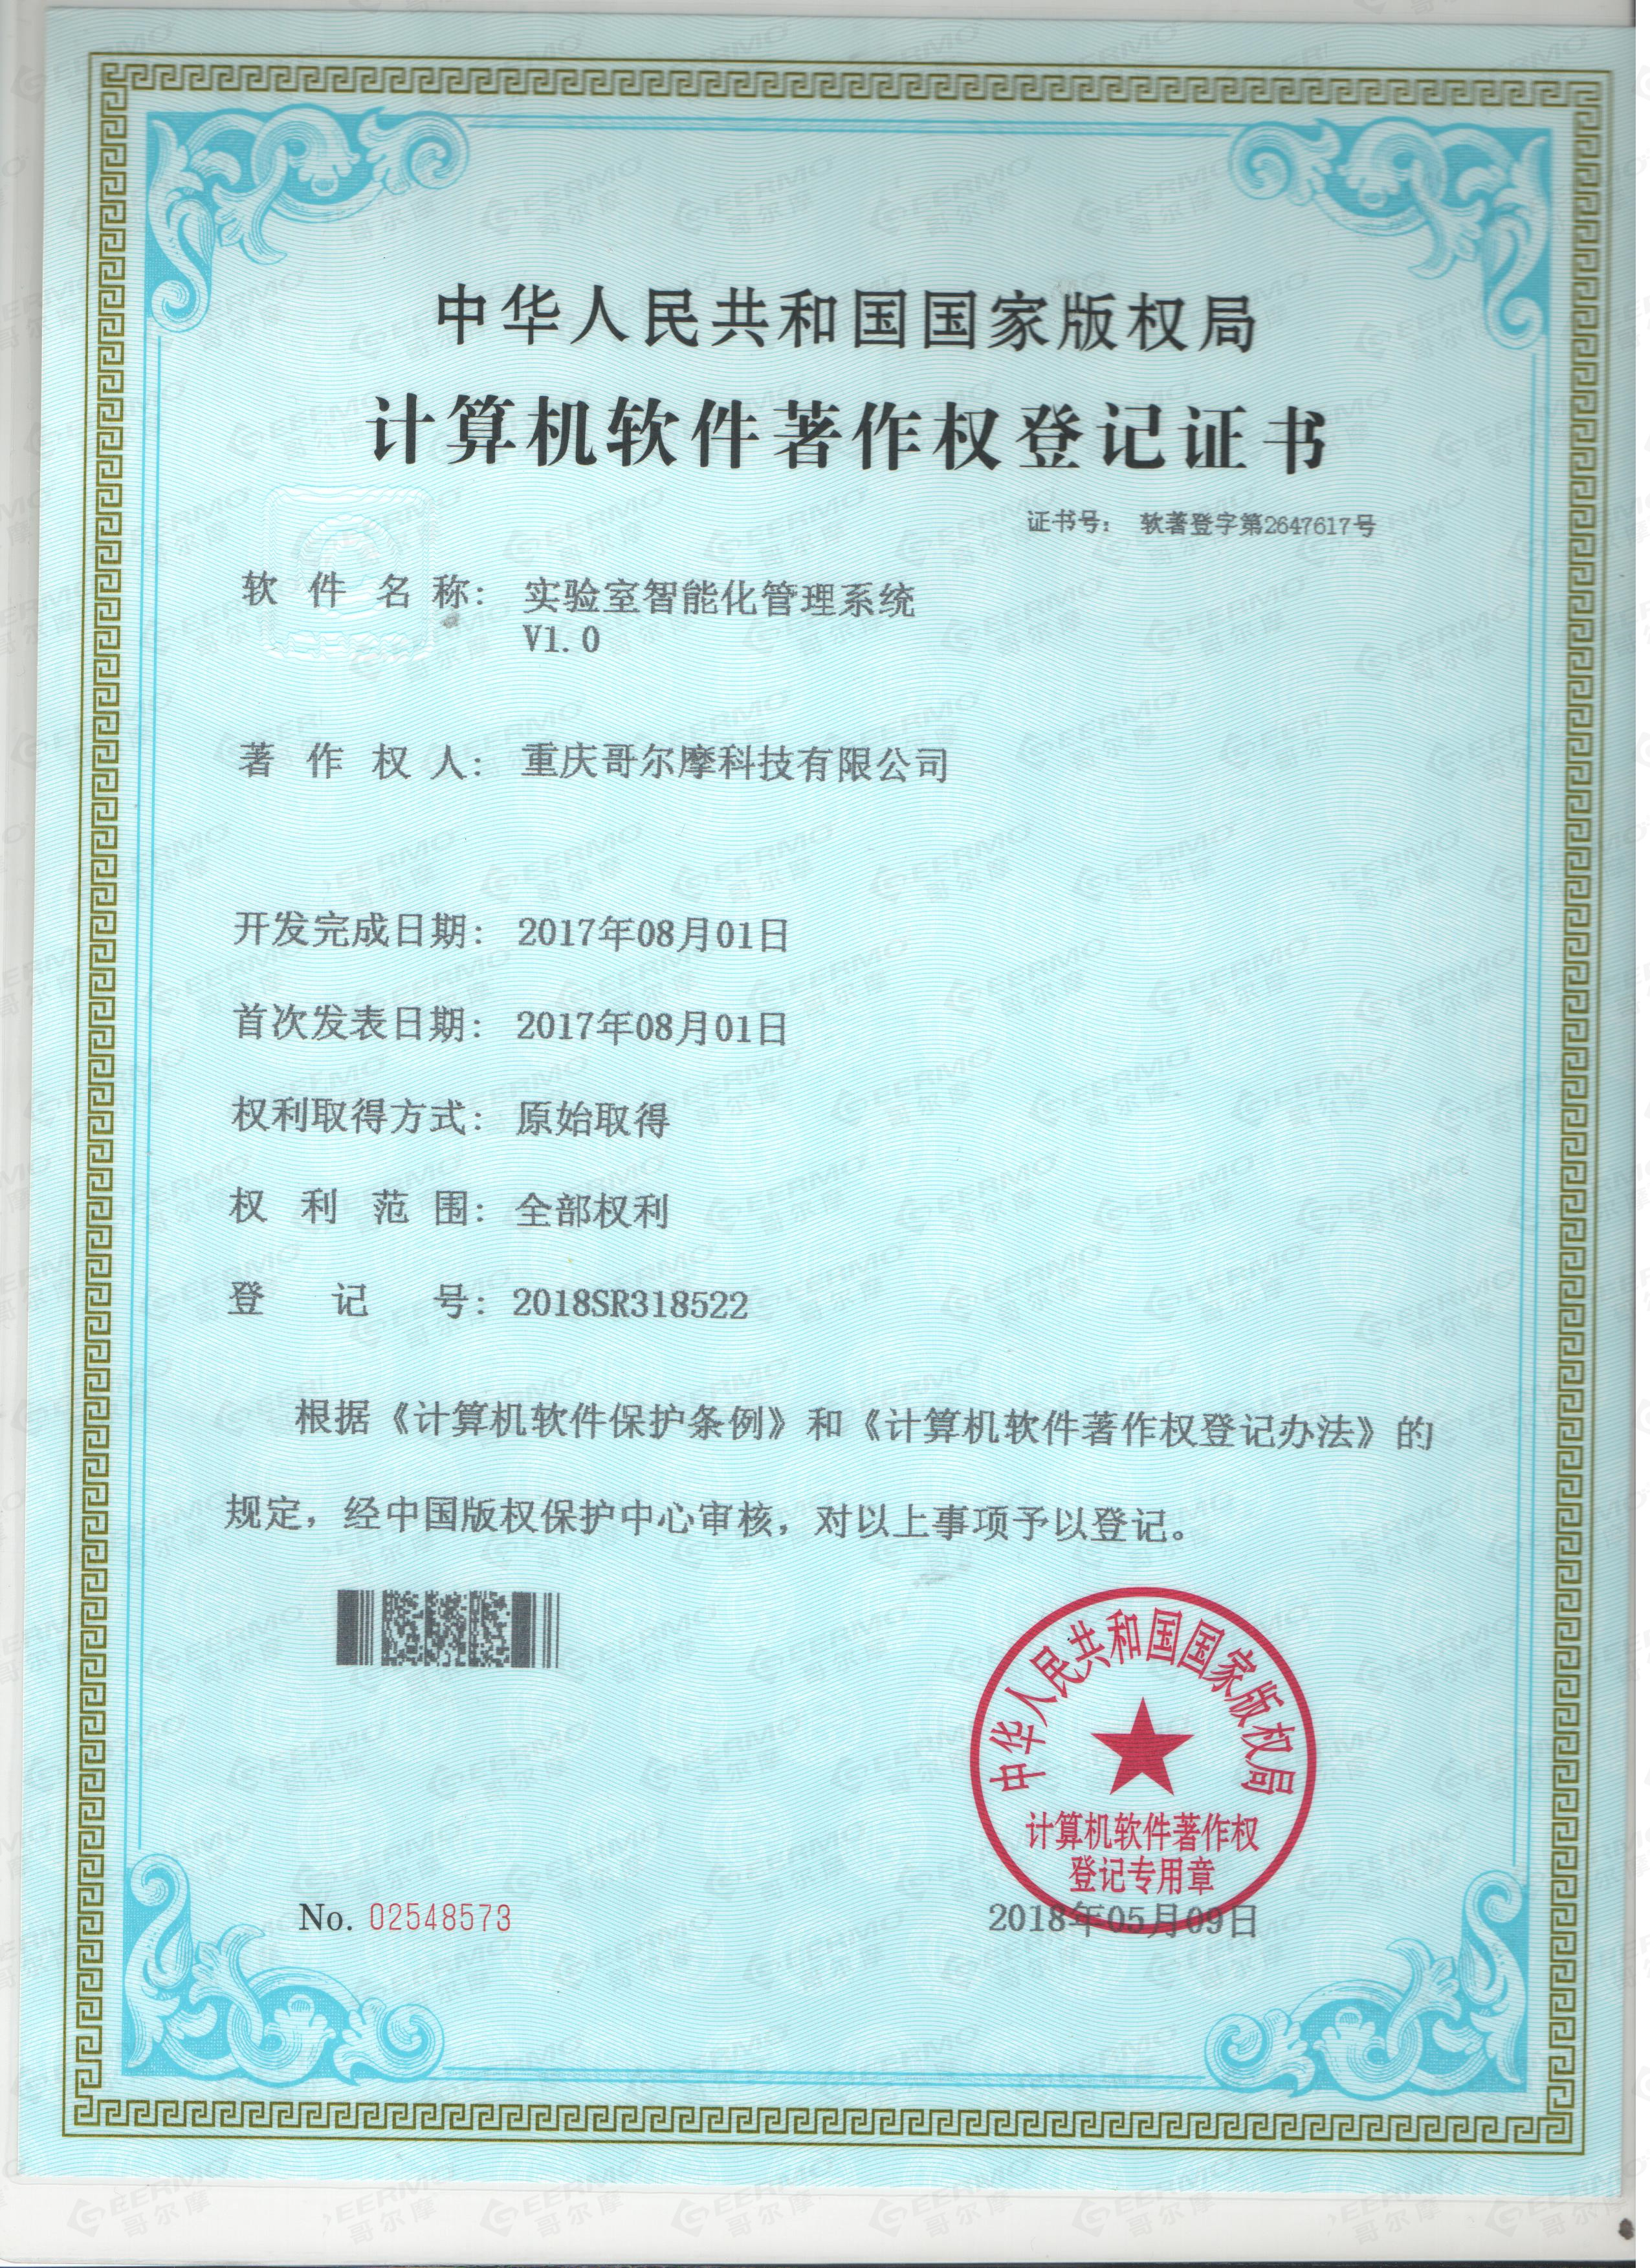 中华人民共和国国家版权局
计算机软件著作权登记证书
证书号： 软著登字第2647617号
软件名称： 实验室智能化管理系统
V1.0
著作权人： 重庆哥尔摩科技有限公司
开发完成日期： 2017年08月01日
首次发表日期： 2017年08月01日
权利取得方式： 原始取得
权利范围： 全部权利
登记号： 2018SR318522
根据《计算机软件保护条例》和《计算机软件著作权登记办法》的
规定，经中国版权保护中心审核，对以上事项予以登记。
中华人民共和国国家版权局
计算机软件著作权
登记专用章
No. 02548573
2018年05月09日
GEERMO
哥尔摩